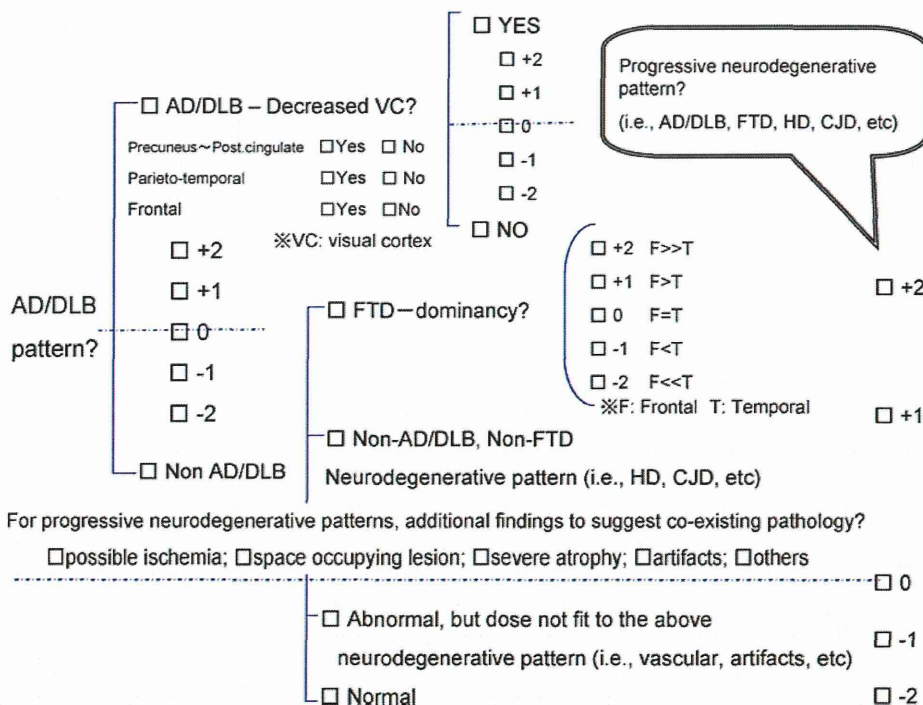 ☐ YES
☐ +2
☐ +1
☐ 0
☐ -1
☐ -2
☐ NO
Progressive neurodegenerative
pattern?
(i.e., AD/DLB, FTD, HD, CJD, etc)
☐ AD/DLB – Decreased VC?
Precuneus～Post.cingulate ☐Yes ☐ No
Parieto-temporal ☐Yes ☐ No
Frontal ☐Yes ☐No
※VC: visual cortex
AD/DLB
pattern?
☐ +2
☐ +1
☐ 0
☐ -1
☐ -2
☐ Non AD/DLB
☐ FTD－dominancy?
☐ +2 F>>T
☐ +1 F>T
☐ 0 F=T
☐ -1 F<T
☐ -2 F<<T
※F: Frontal T: Temporal
☐ Non-AD/DLB, Non-FTD
Neurodegenerative pattern (i.e., HD, CJD, etc)
For progressive neurodegenerative patterns, additional findings to suggest co-existing pathology?
☐possible ischemia; ☐space occupying lesion; ☐severe atrophy; ☐artifacts; ☐others
☐ Abnormal, but dose not fit to the above
neurodegenerative pattern (i.e., vascular, artifacts, etc)
☐ Normal
☐ +2
☐ +1
☐ 0
☐ -1
☐ -2